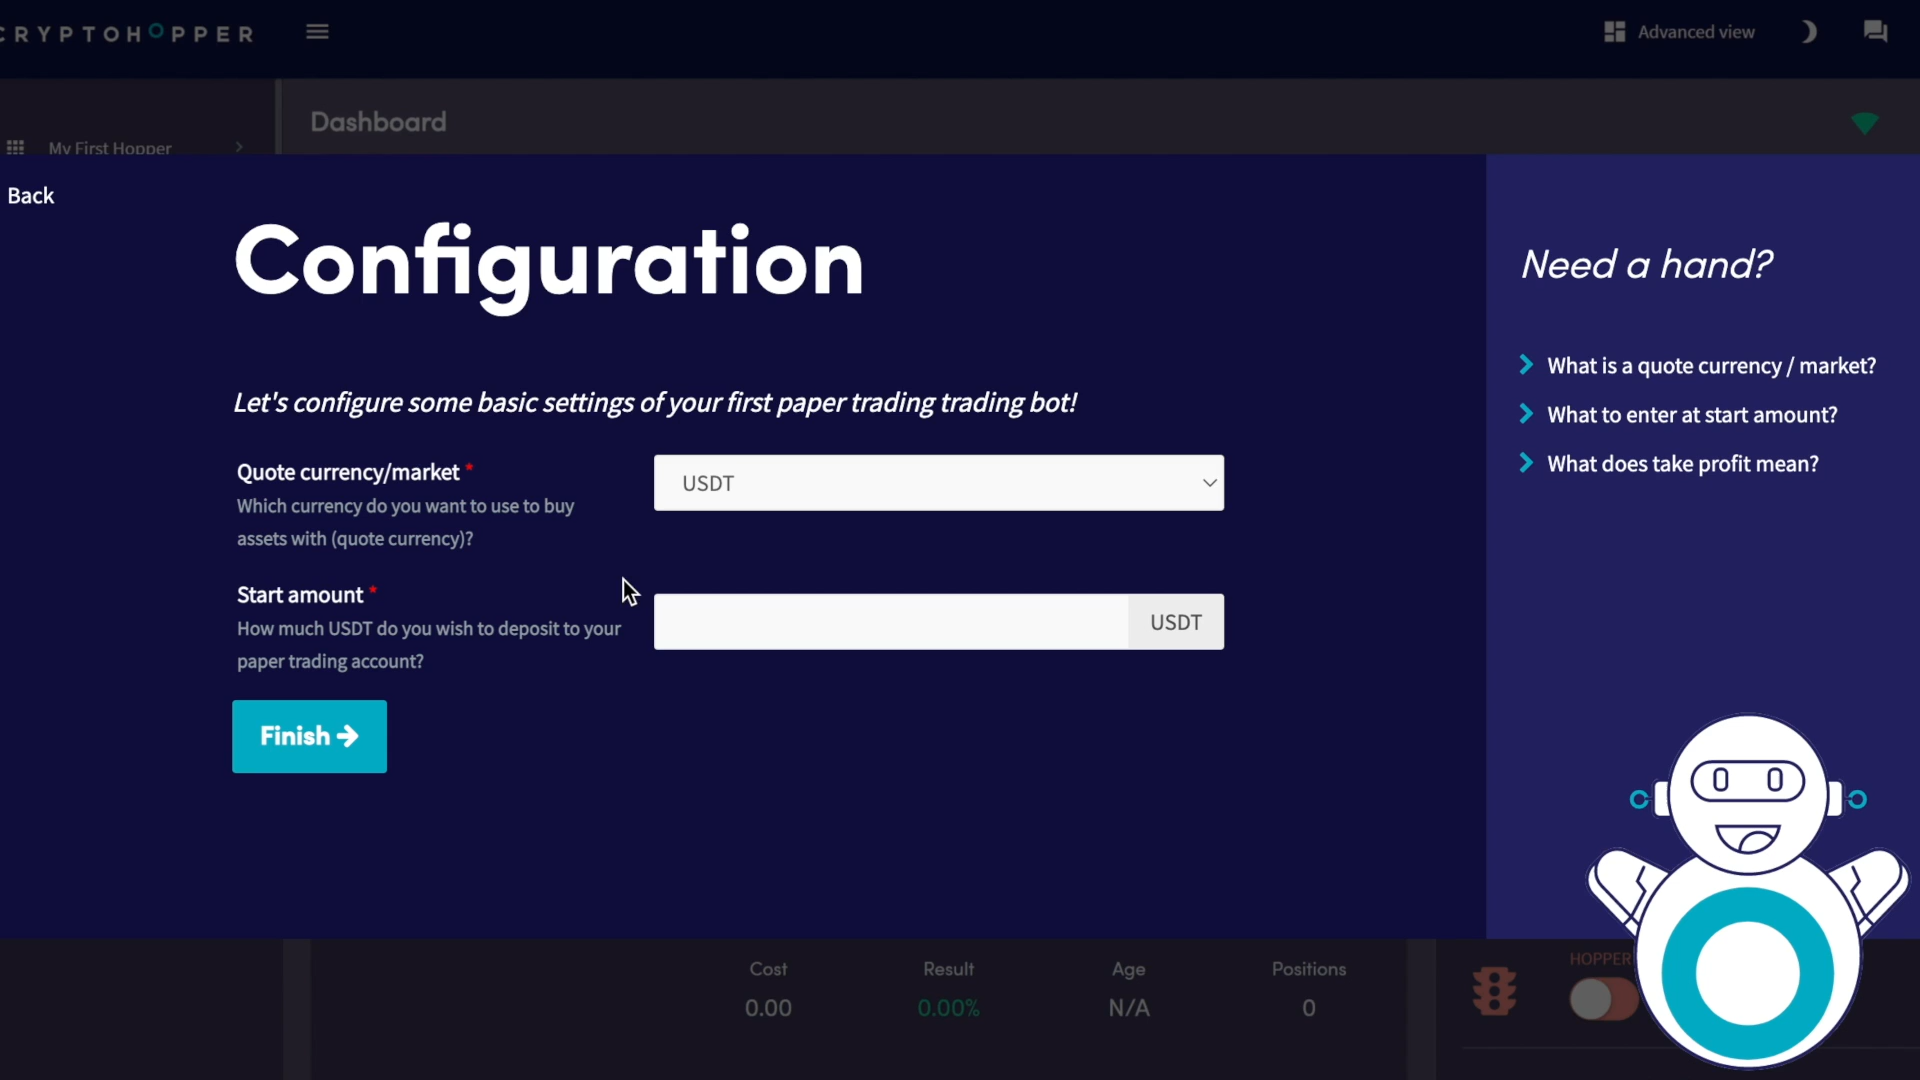 CRYPTOHOPPER
Advanced view
Dashboard
My First Hopper
Back
Configuration
Need a hand?
What is a quote currency / market?
What to enter at start amount?
What does take profit mean?
Let's configure some basic settings of your first paper trading trading bot!
Quote currency/market *
Which currency do you want to use to buy
assets with (quote currency)?
USDT
Start amount *
How much USDT do you wish to deposit to your
paper trading account?
USDT
Finish
Cost
Result
Age
Positions
0.00
0.00%
N/A
0
HOPPER